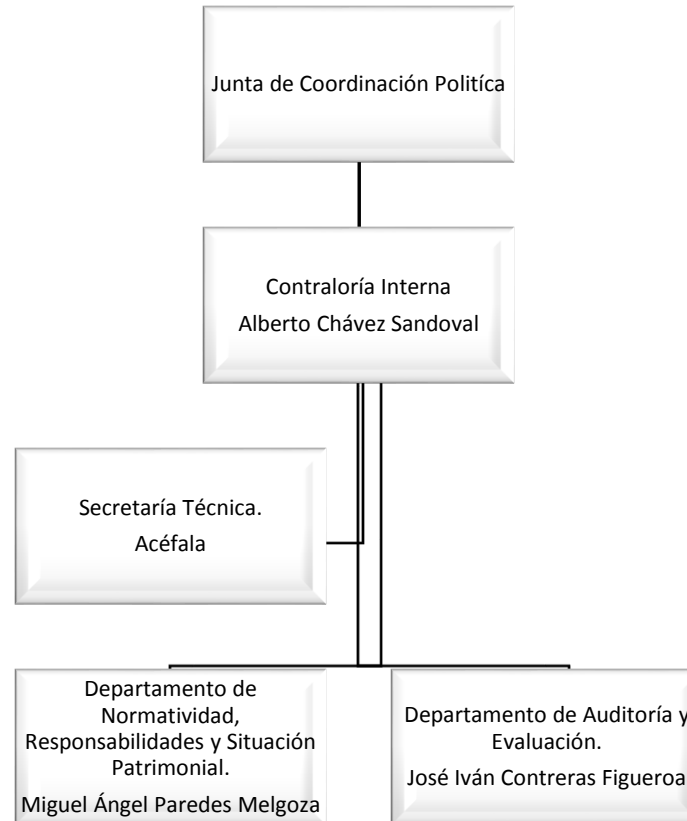 Junta de Coordinación Politíca
Contraloría Interna
Alberto Chávez Sandoval
Secretaría Técnica.
Acéfala
Departamento de
Normatividad,
Responsabilidades y Situación
Patrimonial.
Miguel Ángel Paredes Melgoza
Departamento de Auditoría y
Evaluación.
José Iván Contreras Figueroa